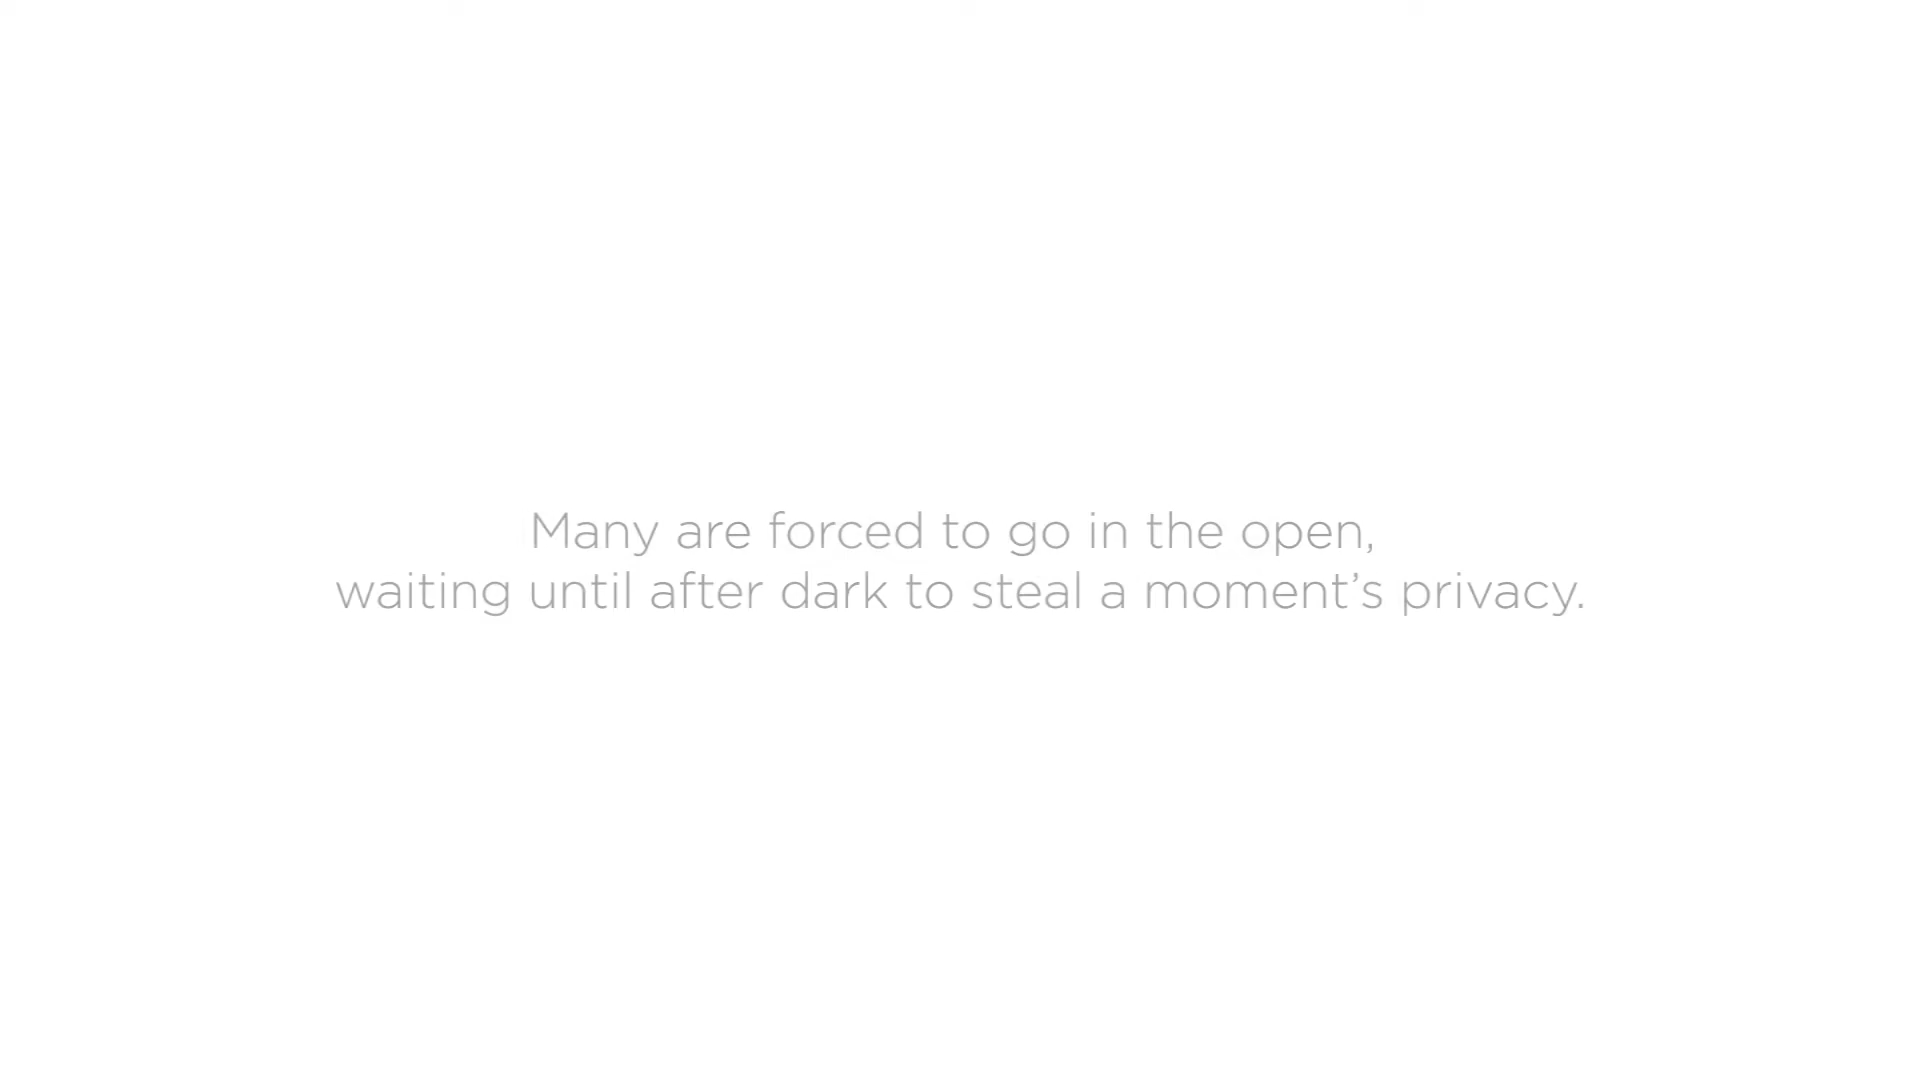 Many are forced to go in the open,
waiting until after dark to steal a moment’s privacy.